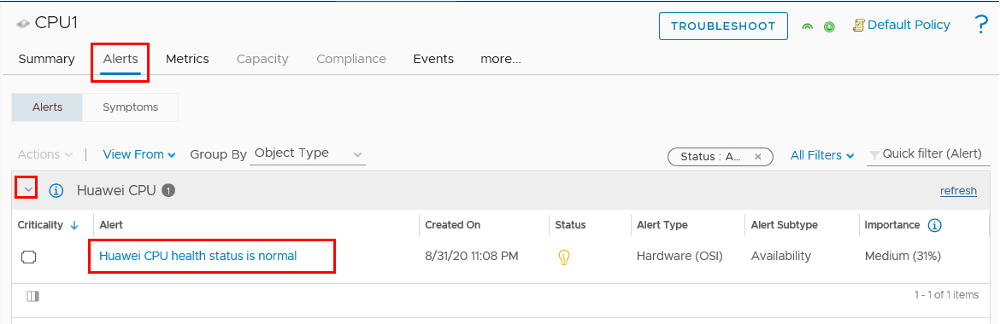 CPU1
TROUBLESHOOT
Default Policy
?
Summary Alerts Metrics Capacity Compliance Events more...
Alerts Symptoms
Actions | View From Group By Object Type Status : A... × All Filters Quick filter (Alert)
i Huawei CPU 1 refresh
Criticality ↓ Alert Created On Status Alert Type Alert Subtype Importance i
Huawei CPU health status is normal 8/31/20 11:08 PM Hardware (OSI) Availability Medium (31%)
1 - 1 of 1 items